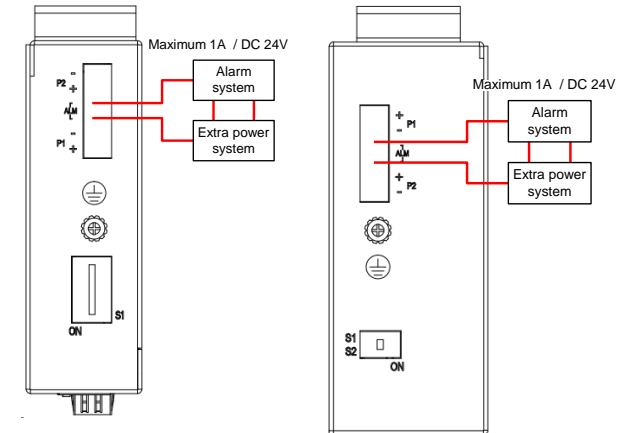 Maximum 1A / DC 24V
Alarm
system
Extra power
system
-
P2
+
ALM
-
P1
+
S1
ON
Maximum 1A / DC 24V
Alarm
system
Extra power
system
+
P1
-
ALM
+
P2
-
S1
S2
ON